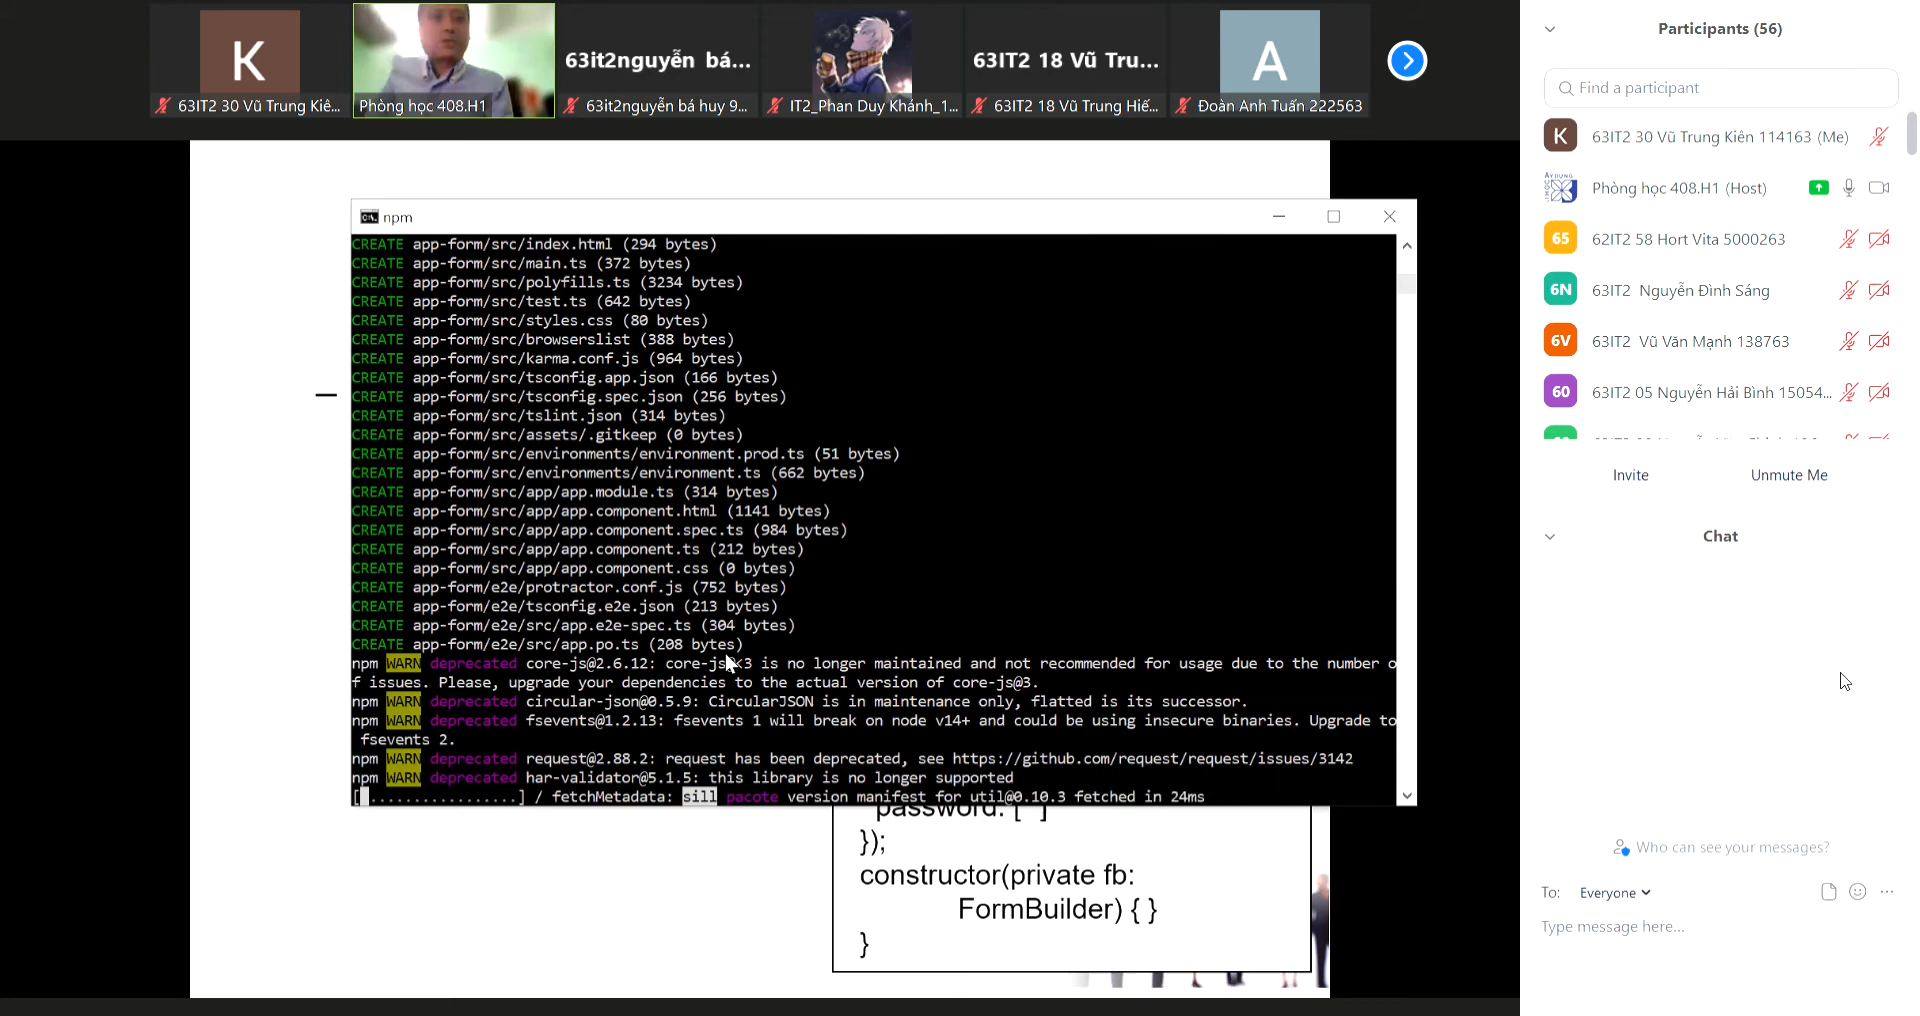 K
63IT2 30 Vũ Trung Kiê...
Phòng học 408.H1
63it2nguyễn bá...
63it2nguyễn bá huy 9...
IT2_Phan Duy Khánh_1...
63IT2 18 Vũ Tru...
63IT2 18 Vũ Trung Hiế...
A
Đoàn Anh Tuấn 222563
npm
CREATE app-form/src/index.html (294 bytes)
CREATE app-form/src/main.ts (372 bytes)
CREATE app-form/src/polyfills.ts (3234 bytes)
CREATE app-form/src/test.ts (642 bytes)
CREATE app-form/src/styles.css (80 bytes)
CREATE app-form/src/browserslist (388 bytes)
CREATE app-form/src/karma.conf.js (964 bytes)
CREATE app-form/src/tsconfig.app.json (166 bytes)
CREATE app-form/src/tsconfig.spec.json (256 bytes)
CREATE app-form/src/tslint.json (314 bytes)
CREATE app-form/src/assets/.gitkeep (0 bytes)
CREATE app-form/src/environments/environment.prod.ts (51 bytes)
CREATE app-form/src/environments/environment.ts (662 bytes)
CREATE app-form/src/app/app.module.ts (314 bytes)
CREATE app-form/src/app/app.component.html (1141 bytes)
CREATE app-form/src/app/app.component.spec.ts (984 bytes)
CREATE app-form/src/app/app.component.ts (212 bytes)
CREATE app-form/src/app/app.component.css (0 bytes)
CREATE app-form/e2e/protractor.conf.js (752 bytes)
CREATE app-form/e2e/tsconfig.e2e.json (213 bytes)
CREATE app-form/e2e/src/app.e2e-spec.ts (304 bytes)
CREATE app-form/e2e/src/app.po.ts (208 bytes)
npm WARN deprecated core-js@2.6.12: core-js@<3 is no longer maintained and not recommended for usage due to the number o
f issues. Please, upgrade your dependencies to the actual version of core-js@3.
npm WARN deprecated circular-json@0.5.9: CircularJSON is in maintenance only, flatted is its successor.
npm WARN deprecated fsevents@1.2.13: fsevents 1 will break on node v14+ and could be using insecure binaries. Upgrade to
fsevents 2.
npm WARN deprecated request@2.88.2: request has been deprecated, see https://github.com/request/request/issues/3142
npm WARN deprecated har-validator@5.1.5: this library is no longer supported
[ .................] / fetchMetadata: sill pacote version manifest for util@0.10.3 fetched in 24ms
password: [' ']
});
constructor(private fb:
FormBuilder) { }
}
Participants (56)
Find a participant
K 63IT2 30 Vũ Trung Kiên 114163 (Me)
Phòng học 408.H1 (Host)
65 62IT2 58 Hort Vita 5000263
6N 63IT2 Nguyễn Đình Sáng
6V 63IT2 Vũ Văn Mạnh 138763
60 63IT2 05 Nguyễn Hải Bình 15054...
Invite
Unmute Me
Chat
Who can see your messages?
To: Everyone
Type message here...